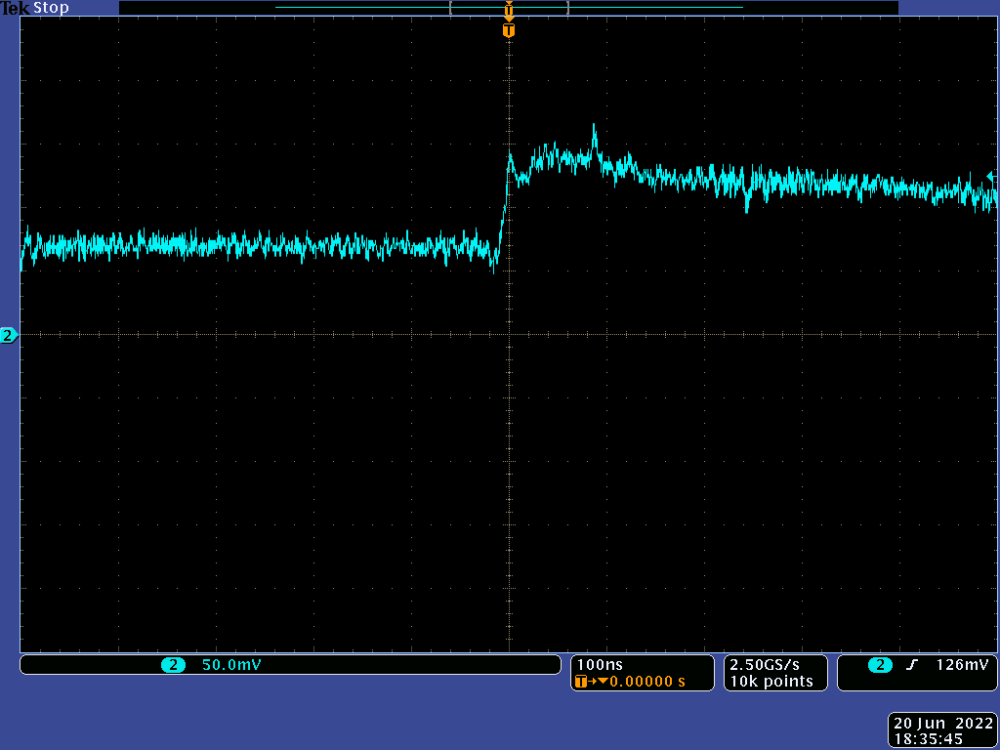 Tek Stop
T
T
2
2 50.0mV
100ns
T→▼0.00000 s
2.50GS/s
10k points
2 ∫ 126mV
20 Jun 2022
18:35:45